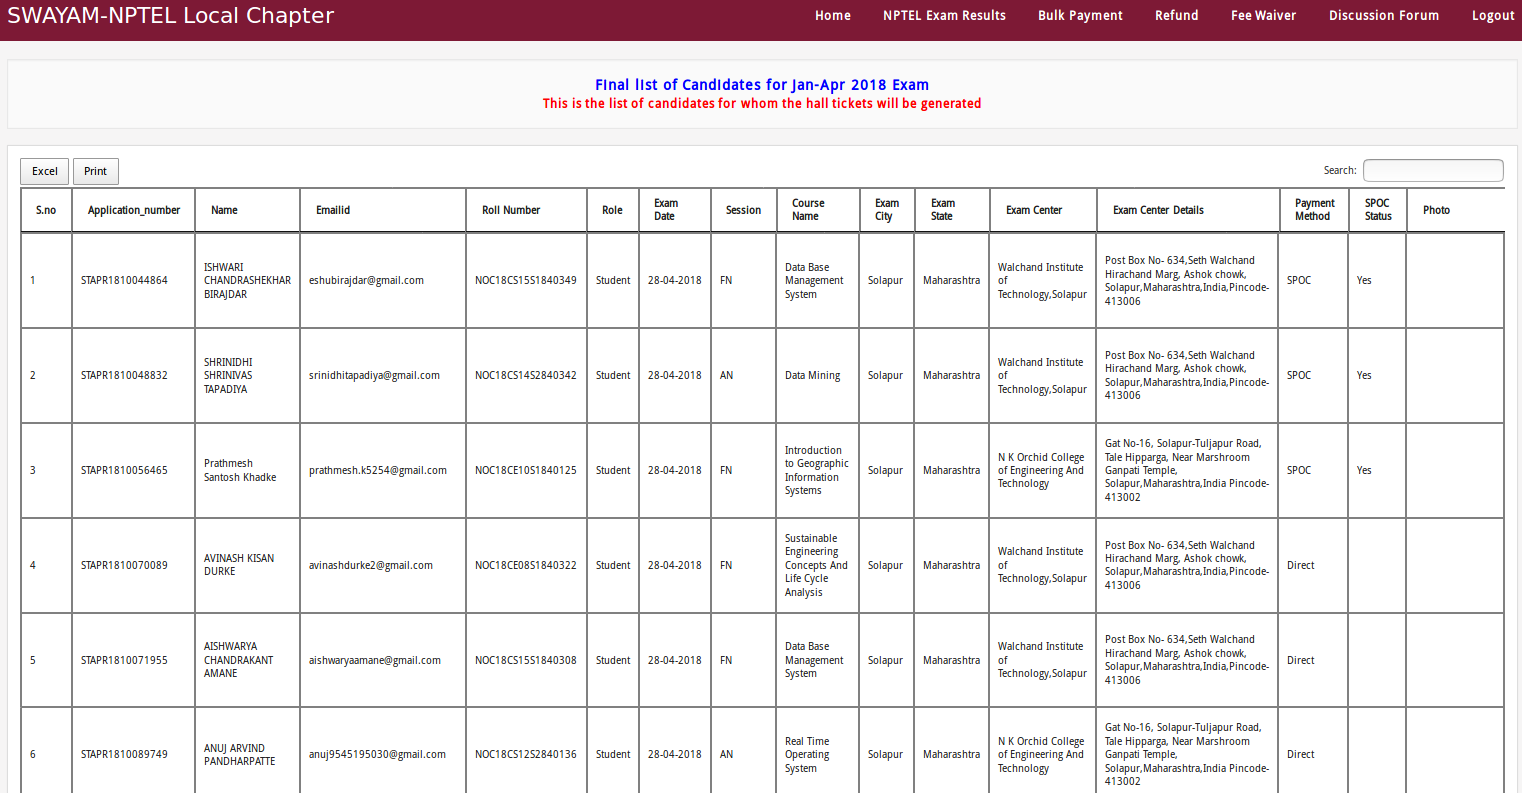 SWAYAM-NPTEL Local Chapter
Home NPTEL Exam Results Bulk Payment Refund Fee Waiver Discussion Forum Logout
Final list of Candidates for Jan-Apr 2018 Exam
This is the list of candidates for whom the hall tickets will be generated
Excel Print Search:
S.no Application_number Name Emailid Roll Number Role Exam Date Session Course Name Exam City Exam State Exam Center Exam Center Details Payment Method SPOC Status Photo
1 STAPR1810044864 ISHWARI CHANDRASHEKHAR BIRAJDAR eshubirajdar@gmail.com NOC18CS15S1840349 Student 28-04-2018 FN Data Base Management System Solapur Maharashtra Walchand Institute of Technology,Solapur Post Box No- 634,Seth Walchand Hirachand Marg, Ashok chowk, Solapur,Maharashtra,India,Pincode-413006 SPOC Yes
2 STAPR1810048832 SHRINIDHI SHRINIVAS TAPADIYA srinidhitapadiya@gmail.com NOC18CS14S2840342 Student 28-04-2018 AN Data Mining Solapur Maharashtra Walchand Institute of Technology,Solapur Post Box No- 634,Seth Walchand Hirachand Marg, Ashok chowk, Solapur,Maharashtra,India,Pincode-413006 SPOC Yes
3 STAPR1810056465 Prathmesh Santosh Khadke prathmesh.k5254@gmail.com NOC18CE10S1840125 Student 28-04-2018 FN Introduction to Geographic Information Systems Solapur Maharashtra N K Orchid College of Engineering And Technology Gat No-16, Solapur-Tuljapur Road, Tale Hipparga, Near Marshroom Ganpati Temple, Solapur,Maharashtra,India Pincode-413002 SPOC Yes
4 STAPR1810070089 AVINASH KISAN DURKE avinashdurke2@gmail.com NOC18CE08S1840322 Student 28-04-2018 FN Sustainable Engineering Concepts And Life Cycle Analysis Solapur Maharashtra Walchand Institute of Technology,Solapur Post Box No- 634,Seth Walchand Hirachand Marg, Ashok chowk, Solapur,Maharashtra,India,Pincode-413006 Direct
5 STAPR1810071955 AISHWARYA CHANDRAKANT AMANE aishwaryaamane@gmail.com NOC18CS15S1840308 Student 28-04-2018 FN Data Base Management System Solapur Maharashtra Walchand Institute of Technology,Solapur Post Box No- 634,Seth Walchand Hirachand Marg, Ashok chowk, Solapur,Maharashtra,India,Pincode-413006 Direct
6 STAPR1810089749 ANUJ ARVIND PANDHARPATTE anuj9545195030@gmail.com NOC18CS12S2840136 Student 28-04-2018 AN Real Time Operating System Solapur Maharashtra N K Orchid College of Engineering And Technology Gat No-16, Solapur-Tuljapur Road, Tale Hipparga, Near Marshroom Ganpati Temple, Solapur,Maharashtra,India Pincode-413002 Direct